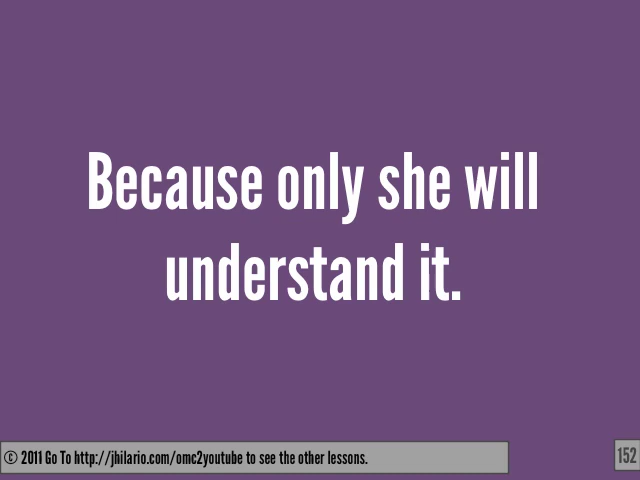 Because only she will
understand it.
© 2011 Go To http://jhilario.com/omc2youtube to see the other lessons.
152